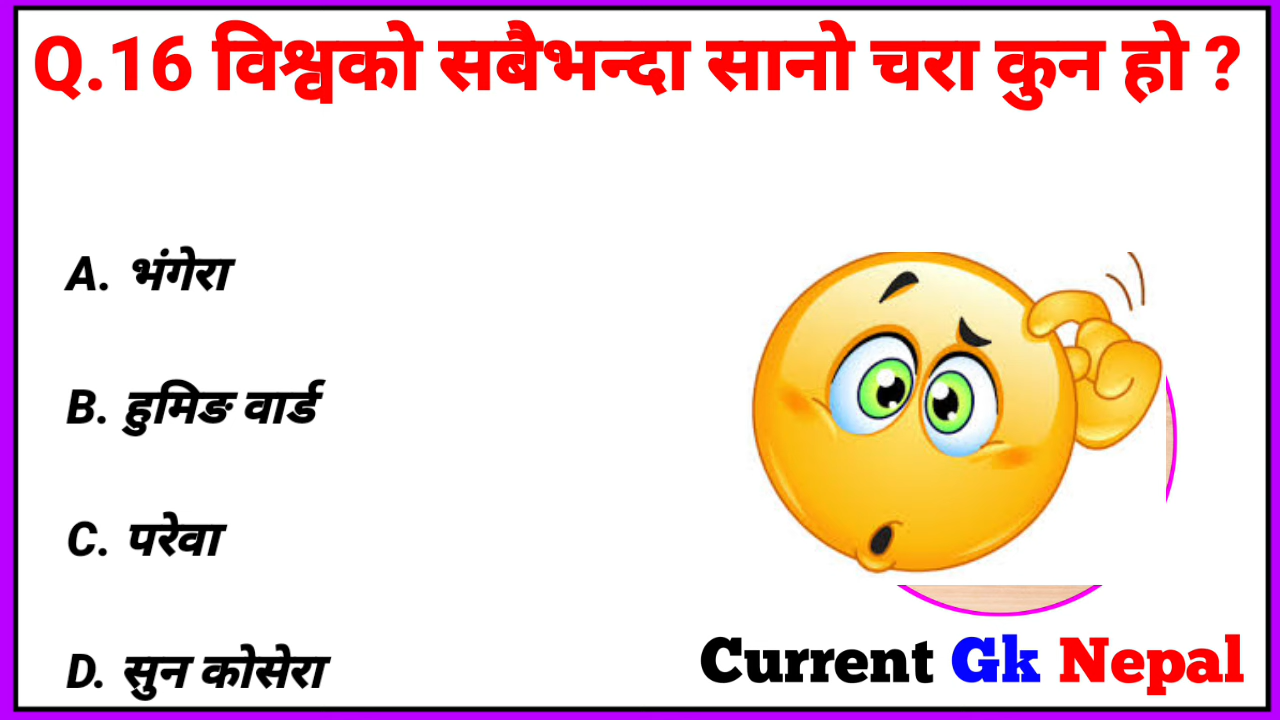 Q.16 विश्वको सबैभन्दा सानो चरा कुन हो ?
A. भंगेरा
B. हुमिङ वार्ड
C. परेवा
D. सुन कोसेरा
Current Gk Nepal